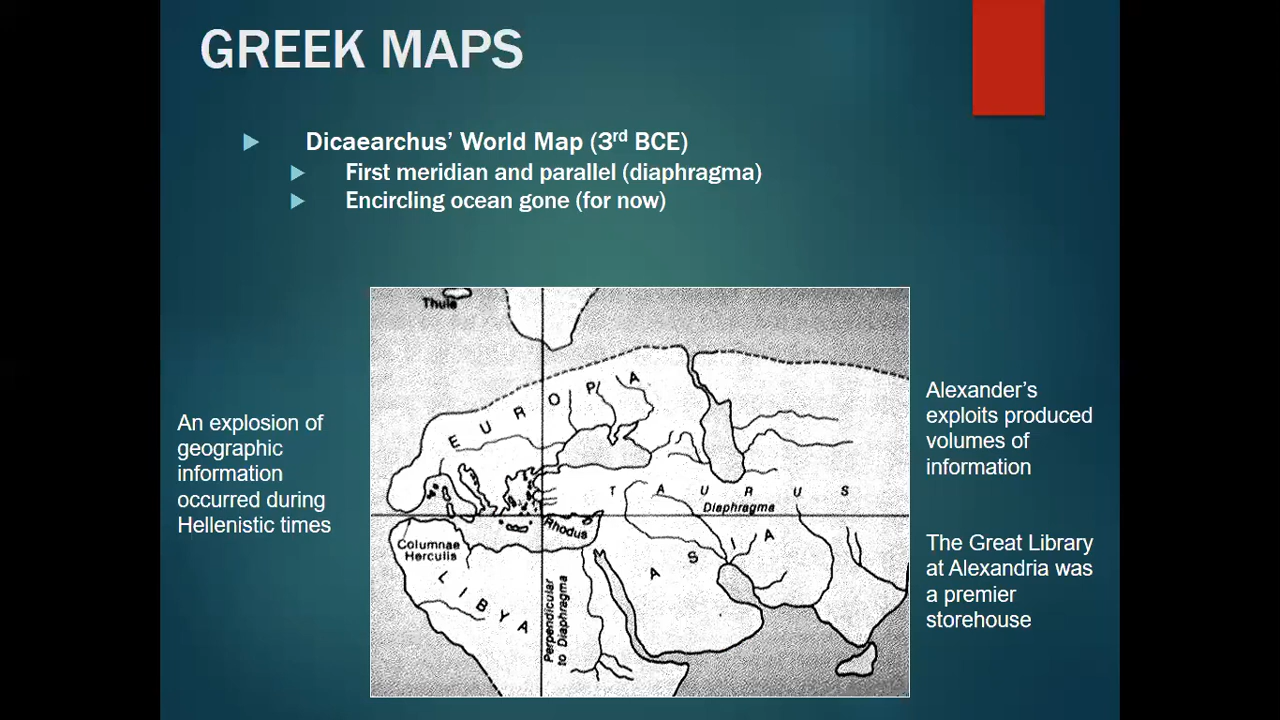 GREEK MAPS
Dicaearchus’ World Map (3rd BCE)
First meridian and parallel (diaphragma)
Encircling ocean gone (for now)
An explosion of
geographic
information
occurred during
Hellenistic times
Thule
EUROPA
TAURUS
Diaphragma
Rhodus
Columnae
Herculis
ASIA
LIBYA
Perpendicular
to Diaphragma
Alexander’s
exploits produced
volumes of
information
The Great Library
at Alexandria was
a premier
storehouse